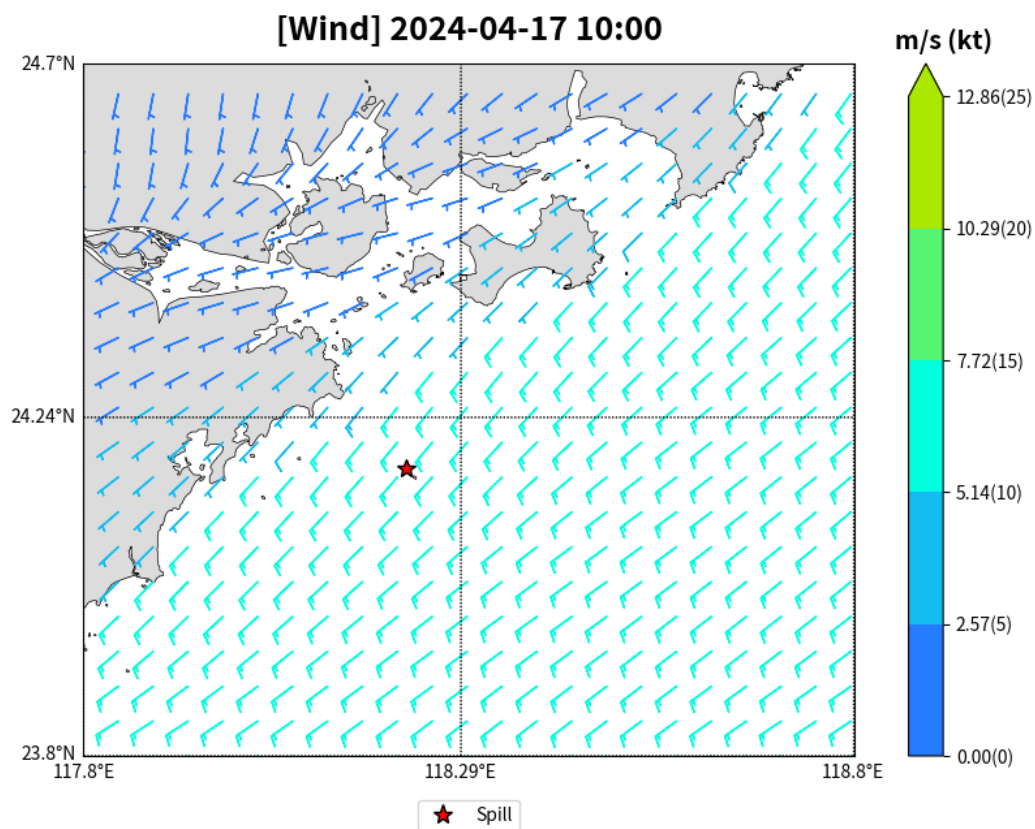 [Wind] 2024-04-17 10:00
m/s (kt)
24.7°N
12.86(25)
10.29(20)
7.72(15)
24.24°N
5.14(10)
2.57(5)
23.8°N
0.00(0)
117.8°E
118.29°E
118.8°E
Spill